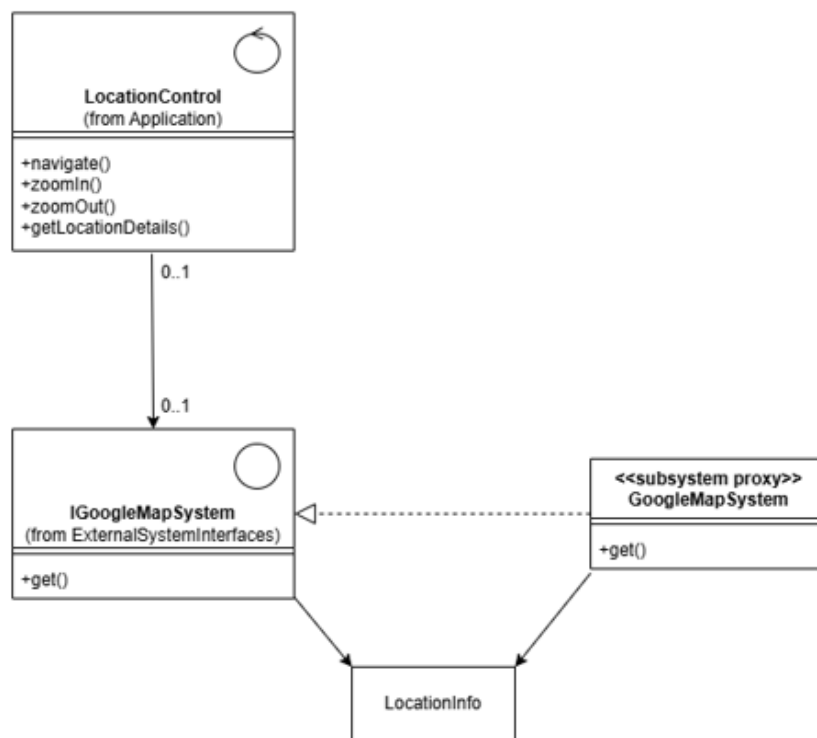 LocationControl
(from Application)
+navigate()
+zoomIn()
+zoomOut()
+getLocationDetails()
0..1
0..1
IGoogleMapSystem
(from ExternalSystemInterfaces)
+get()
<<subsystem proxy>>
GoogleMapSystem
+get()
LocationInfo